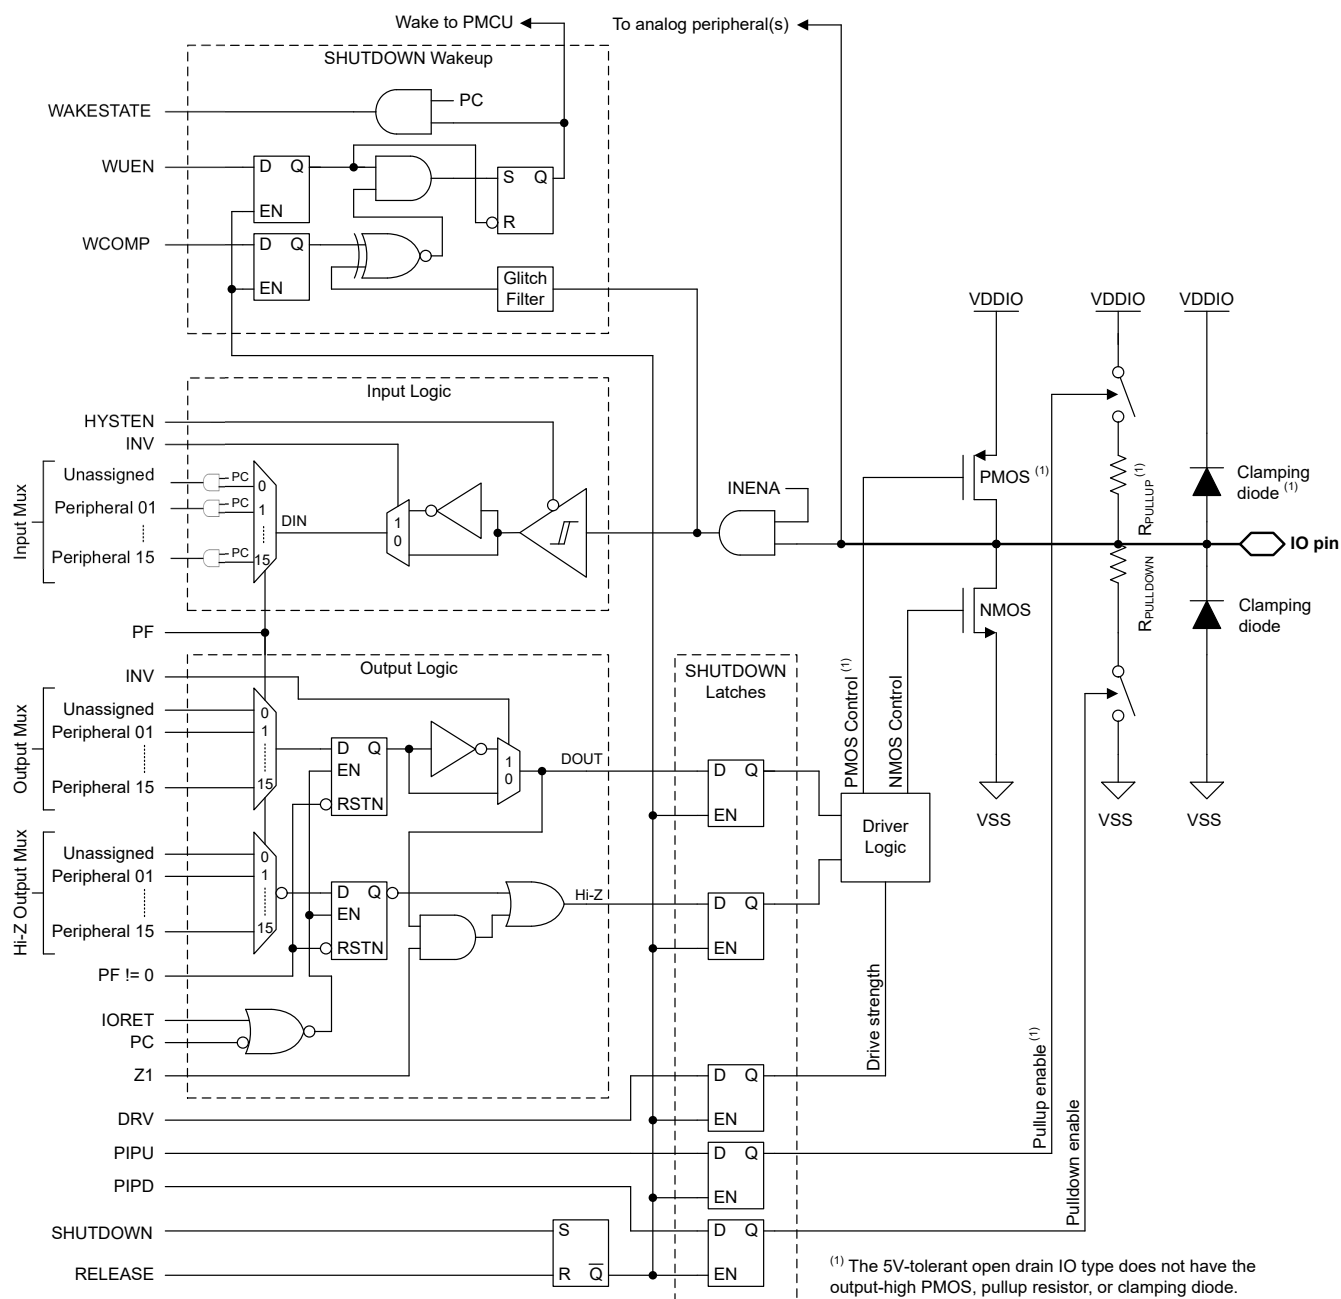 Wake to PMCU
To analog peripheral(s)
SHUTDOWN Wakeup
PC
WAKESTATE
WUEN
D Q
EN
S Q
R
WCOMP
D Q
EN
Glitch
Filter
VDDIO
VDDIO
VDDIO
Input Logic
HYSTEN
INV
Input Mux
Unassigned
PC
0
Peripheral 01
PC
1
Peripheral 15
PC
15
DIN
1
0
INENA
PMOS (1)
RPULLUP (1)
Clamping
diode (1)
IO pin
RPULLDOWN
NMOS
Clamping
diode
PF
Output Logic
INV
SHUTDOWN
Latches
PMOS Control (1)
NMOS Control
Output Mux
Unassigned
0
Peripheral 01
1
Peripheral 15
15
D Q
EN
RSTN
1
0
DOUT
D Q
EN
Driver
Logic
VSS
VSS
VSS
Hi-Z Output Mux
Unassigned
0
Peripheral 01
1
Peripheral 15
15
D Q
EN
RSTN
Hi-Z
D Q
EN
PF != 0
IORET
PC
Z1
Drive strength
DRV
D Q
EN
PIPU
D Q
EN
PIPD
Pullup enable (1)
Pulldown enable
SHUTDOWN
S
R Q̅
RELEASE
D Q
EN
(1) The 5V-tolerant open drain IO type does not have the
output-high PMOS, pullup resistor, or clamping diode.